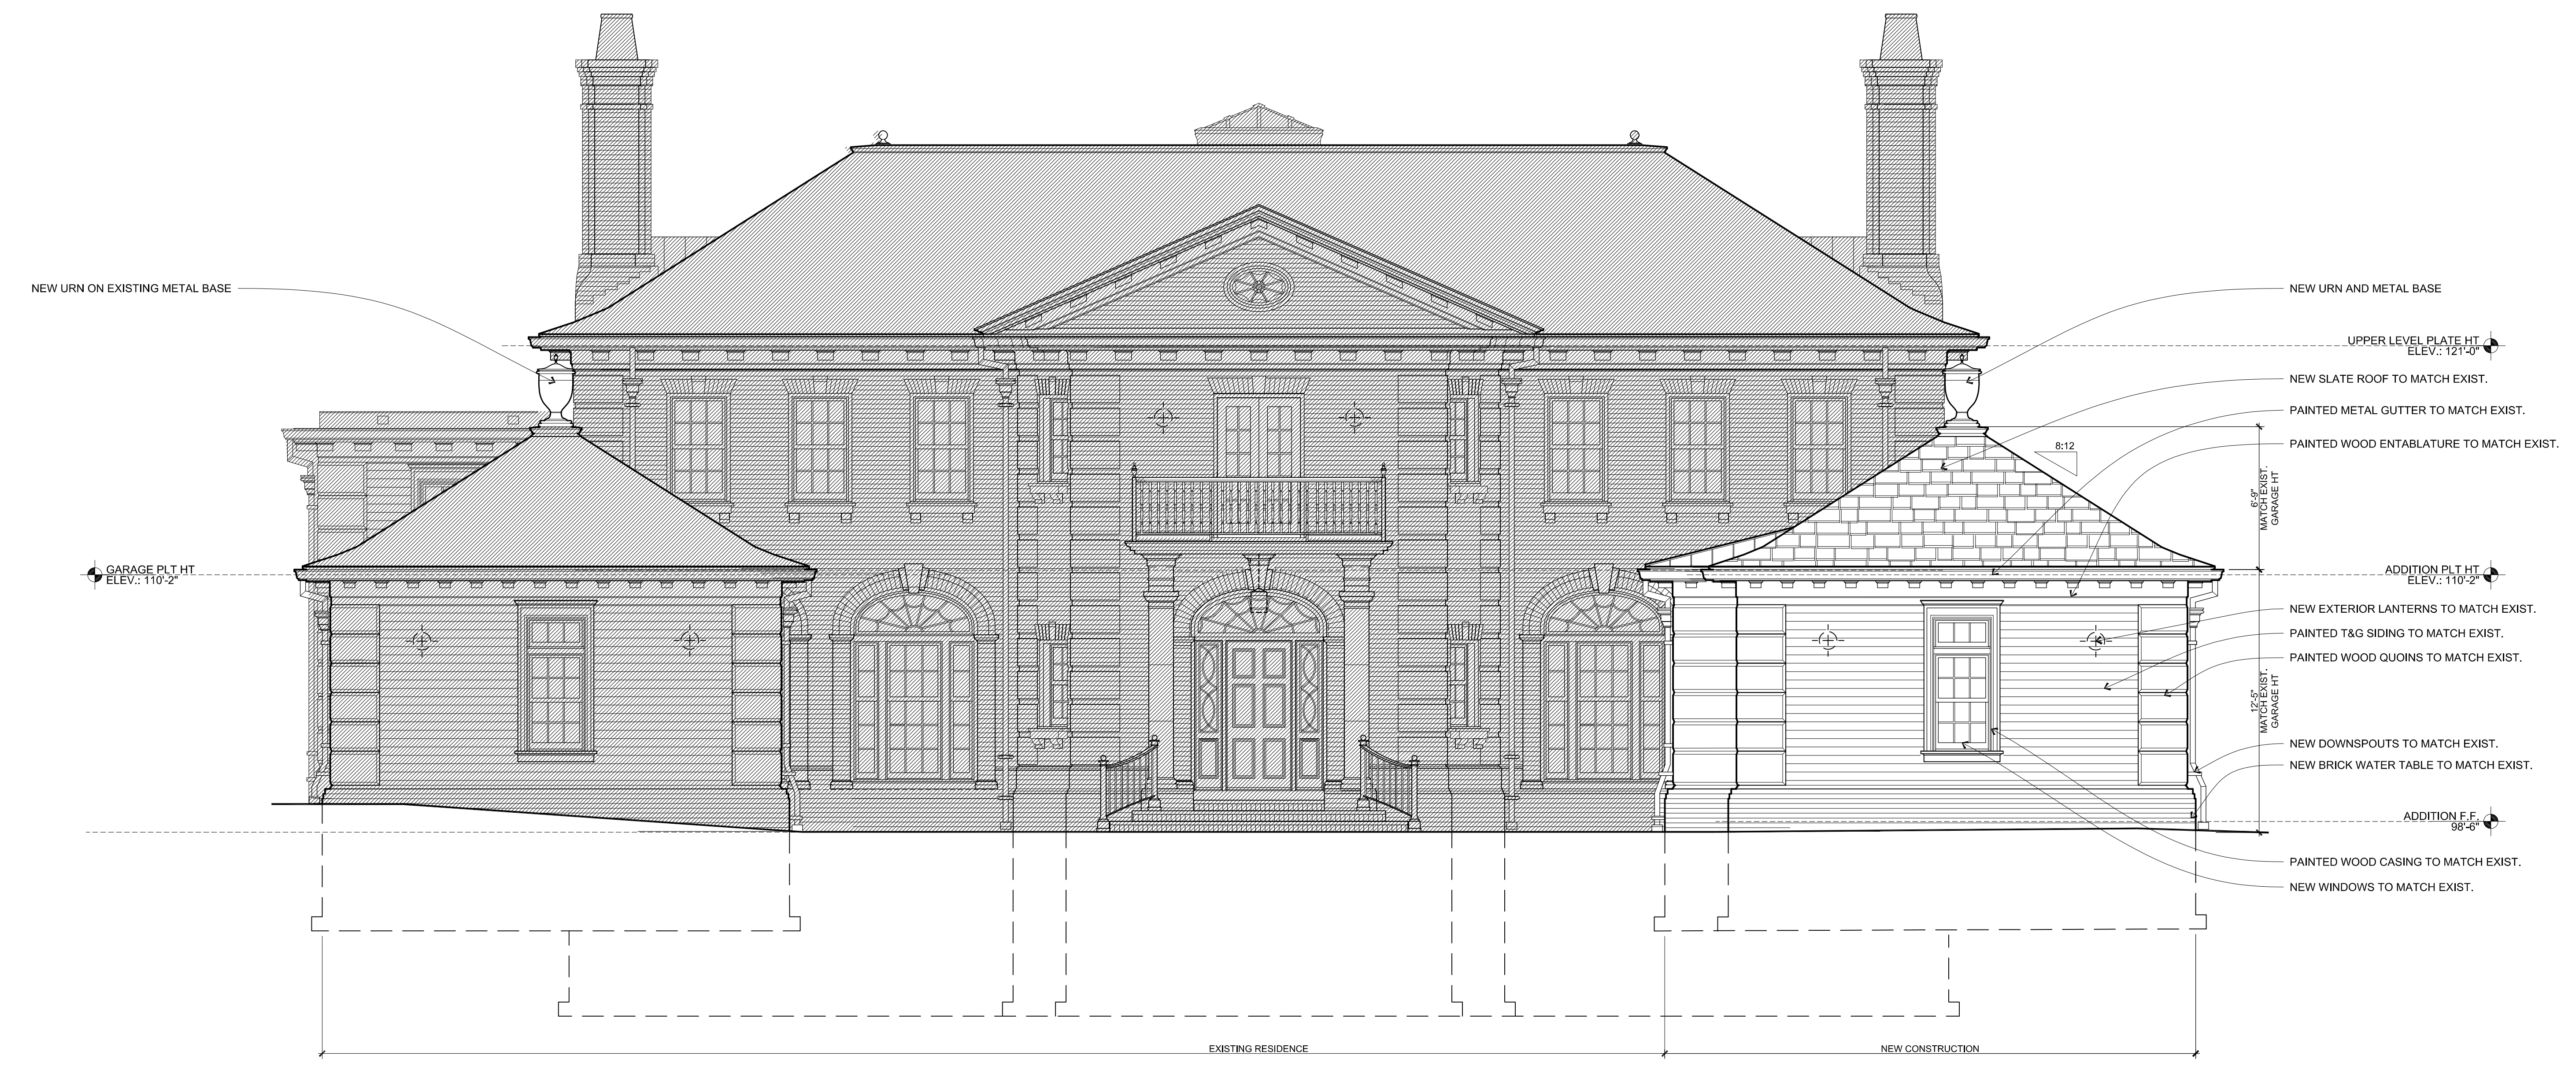 NEW URN ON EXISTING METAL BASE
NEW URN AND METAL BASE
UPPER LEVEL PLATE HT
ELEV.: 121'-0"
NEW SLATE ROOF TO MATCH EXIST.
PAINTED METAL GUTTER TO MATCH EXIST.
PAINTED WOOD ENTABLATURE TO MATCH EXIST.
8:12
6'-9"
MATCH EXIST.
GARAGE HT
GARAGE PLT HT
ELEV.: 110'-2"
ADDITION PLT HT
ELEV.: 110'-2"
NEW EXTERIOR LANTERNS TO MATCH EXIST.
PAINTED T&G SIDING TO MATCH EXIST.
PAINTED WOOD QUOINS TO MATCH EXIST.
12'-5"
MATCH EXIST.
GARAGE HT
NEW DOWNSPOUTS TO MATCH EXIST.
NEW BRICK WATER TABLE TO MATCH EXIST.
ADDITION F.F.
98'-6"
PAINTED WOOD CASING TO MATCH EXIST.
NEW WINDOWS TO MATCH EXIST.
EXISTING RESIDENCE
NEW CONSTRUCTION